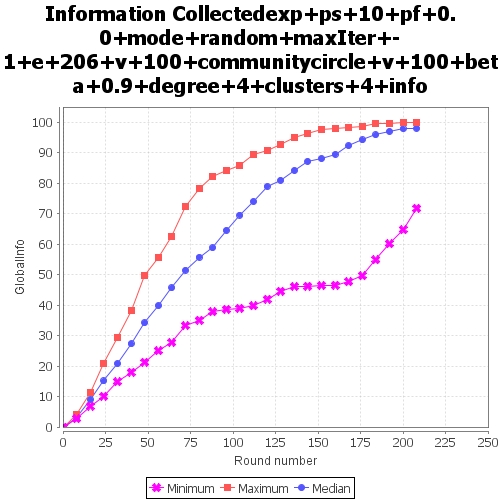 Information Collectedexp+ps+10+pf+0.
0+mode+random+maxIter+-
1+e+206+v+100+communitycircle+v+100+bet
a+0.9+degree+4+clusters+4+info
100
90
80
70
60
50
40
30
20
10
0
GlobalInfo
0 25 50 75 100 125 150 175 200 225 250
Round number
Minimum Maximum Median